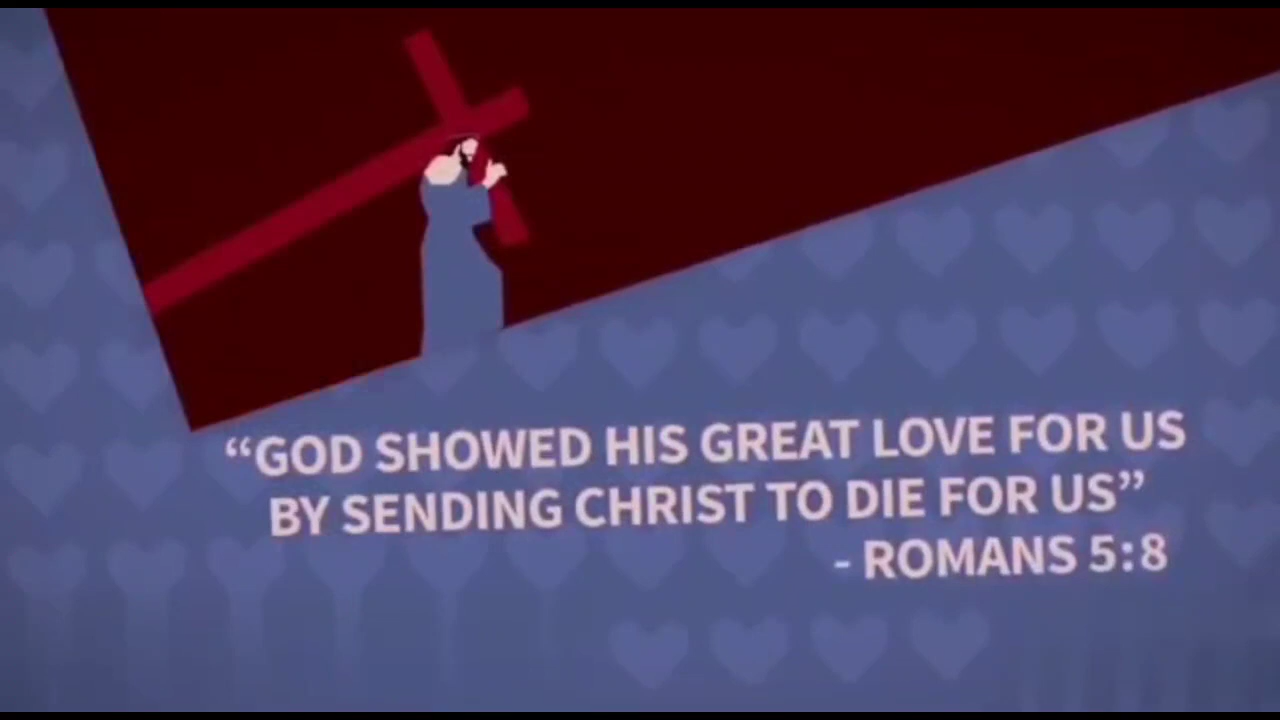 “GOD SHOWED HIS GREAT LOVE FOR US
BY SENDING CHRIST TO DIE FOR US”
- ROMANS 5:8